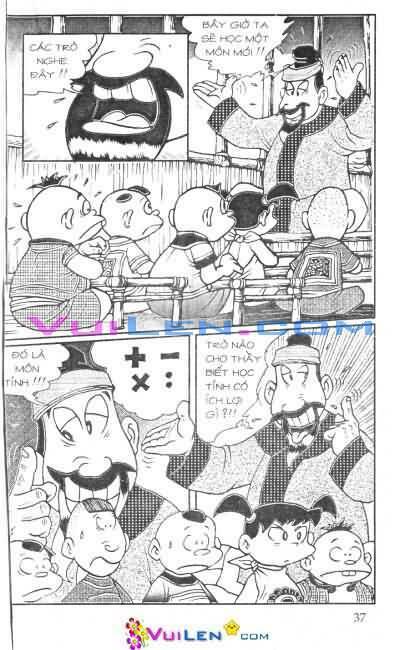 CÁC TRÒ
NGHE
ĐÂY !!
BÂY GIỜ TA
SẼ HỌC MỘT
MÔN MỚI !!
VUILEN.COM
ĐÓ LÀ
MÔN
TÍNH !!!
+ -
× :
TRÒ NÀO
CHO THẦY
BIẾT HỌC
TÍNH CÓ
ÍCH LỢI
GÌ ?!!
37
VUILEN.COM